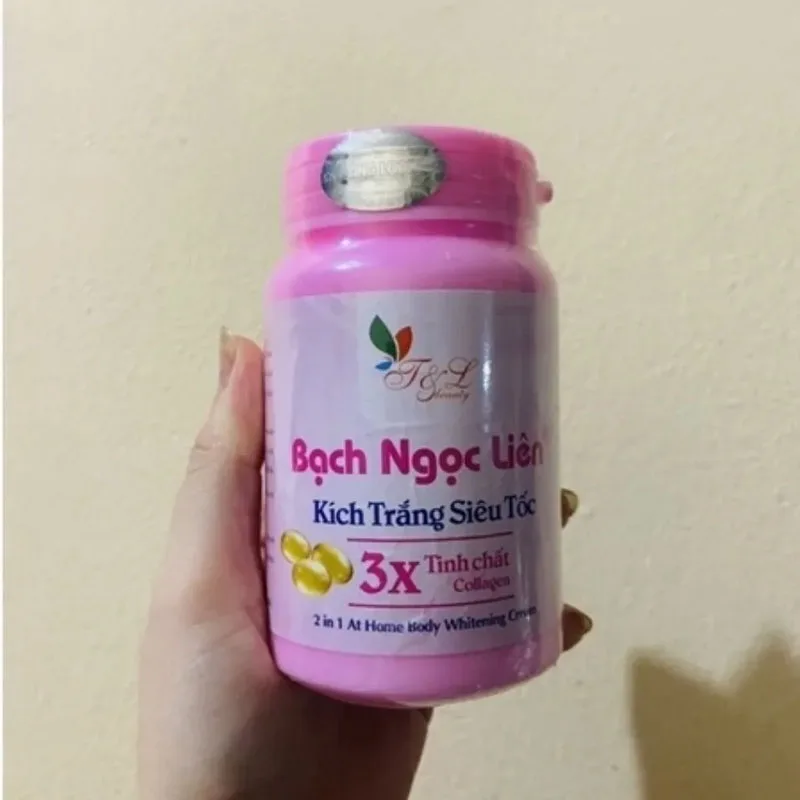 T&L
beauty
Bạch Ngọc Liên
Kích Trắng Siêu Tốc
3x Tinh chất
Collagen
2 in 1 At Home Body Whitening Cream